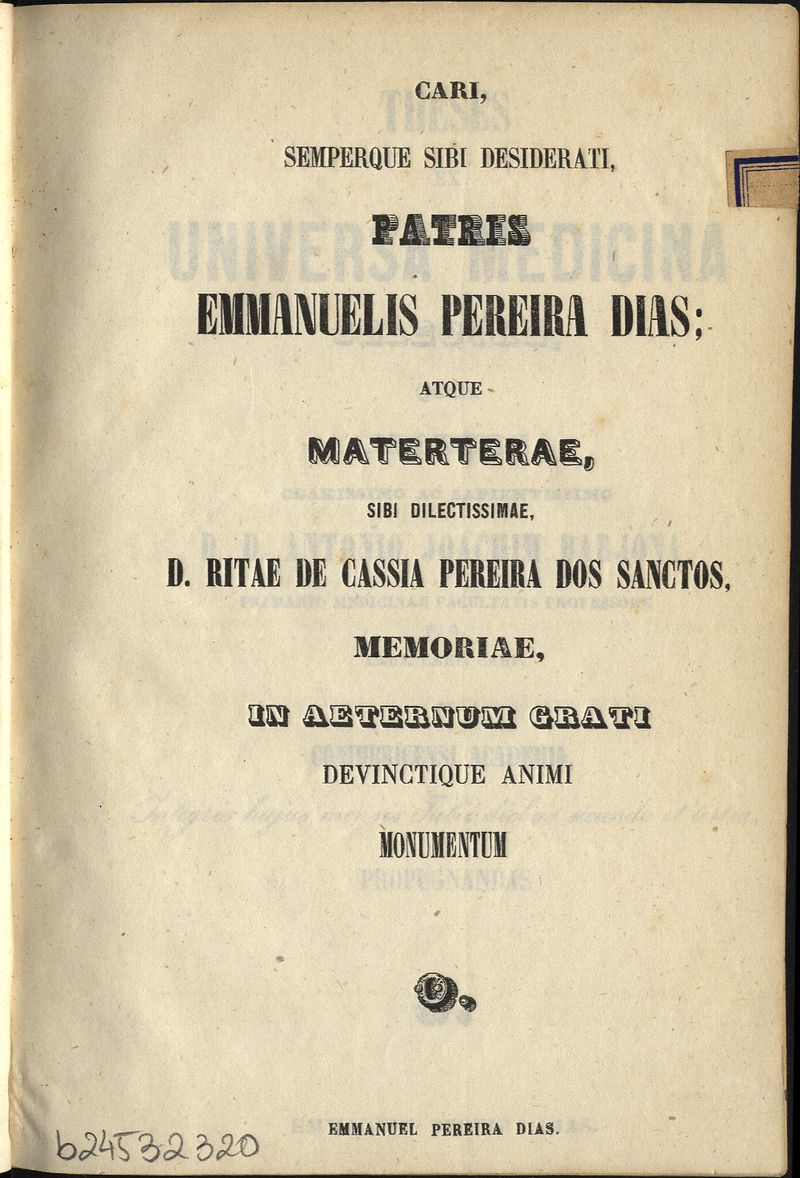 CARI,
SEMPERQUE SIBI DESIDERATI,
PATRIS
EMMANUELIS PEREIRA DIAS;
ATQUE
MATERTERAE,
SIBI DILECTISSIMAE,
D. RITAE DE CASSIA PEREIRA DOS SANCTOS,
MEMORIAE,
IN AETERNUM GRATI
DEVINCTIQUE ANIMI
MONUMENTUM
O.
EMMANUEL PEREIRA DIAS.
b24532320